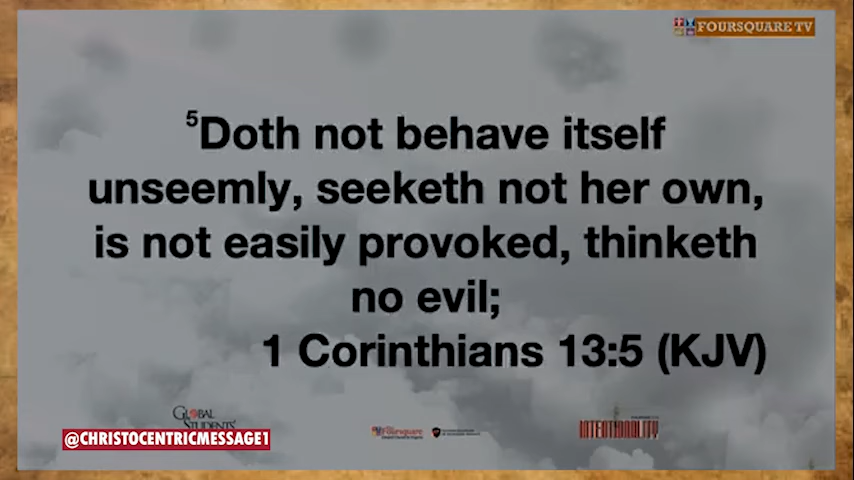 FOURSQUARE TV
5Doth not behave itself
unseemly, seeketh not her own,
is not easily provoked, thinketh
no evil;
1 Corinthians 13:5 (KJV)
GLOBAL
STUDENTS'
@CHRISTOCENTRICMESSAGE1
Foursquare
INTENTIONALITY